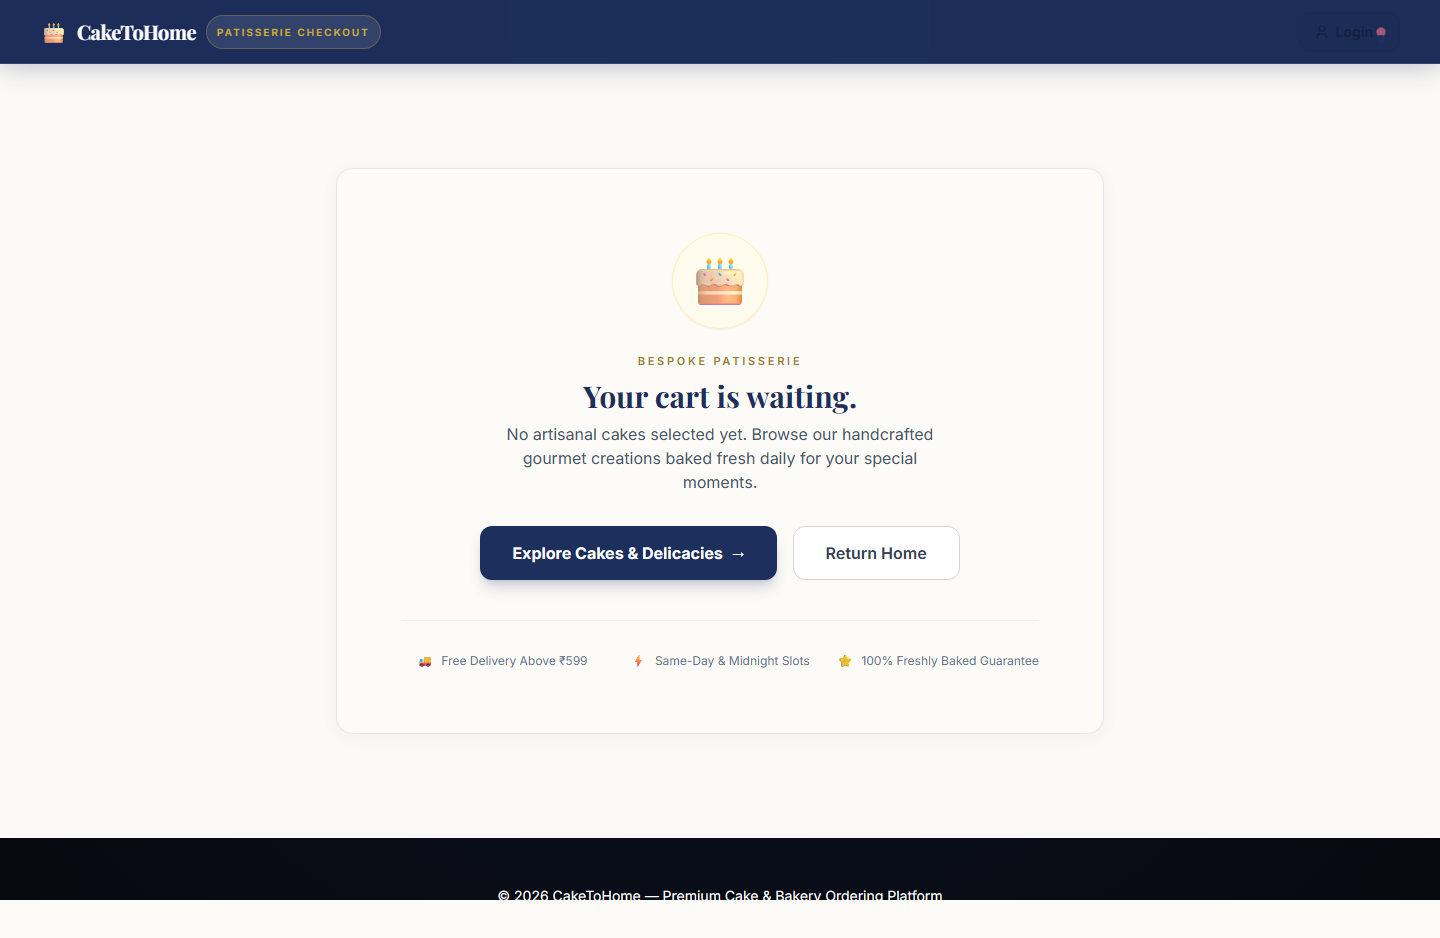 CakeToHome
PATISSERIE CHECKOUT
Login
BESPOKE PATISSERIE
Your cart is waiting.
No artisanal cakes selected yet. Browse our handcrafted
gourmet creations baked fresh daily for your special
moments.
Explore Cakes & Delicacies →
Return Home
Free Delivery Above ₹599
Same-Day & Midnight Slots
100% Freshly Baked Guarantee
© 2026 CakeToHome — Premium Cake & Bakery Ordering Platform